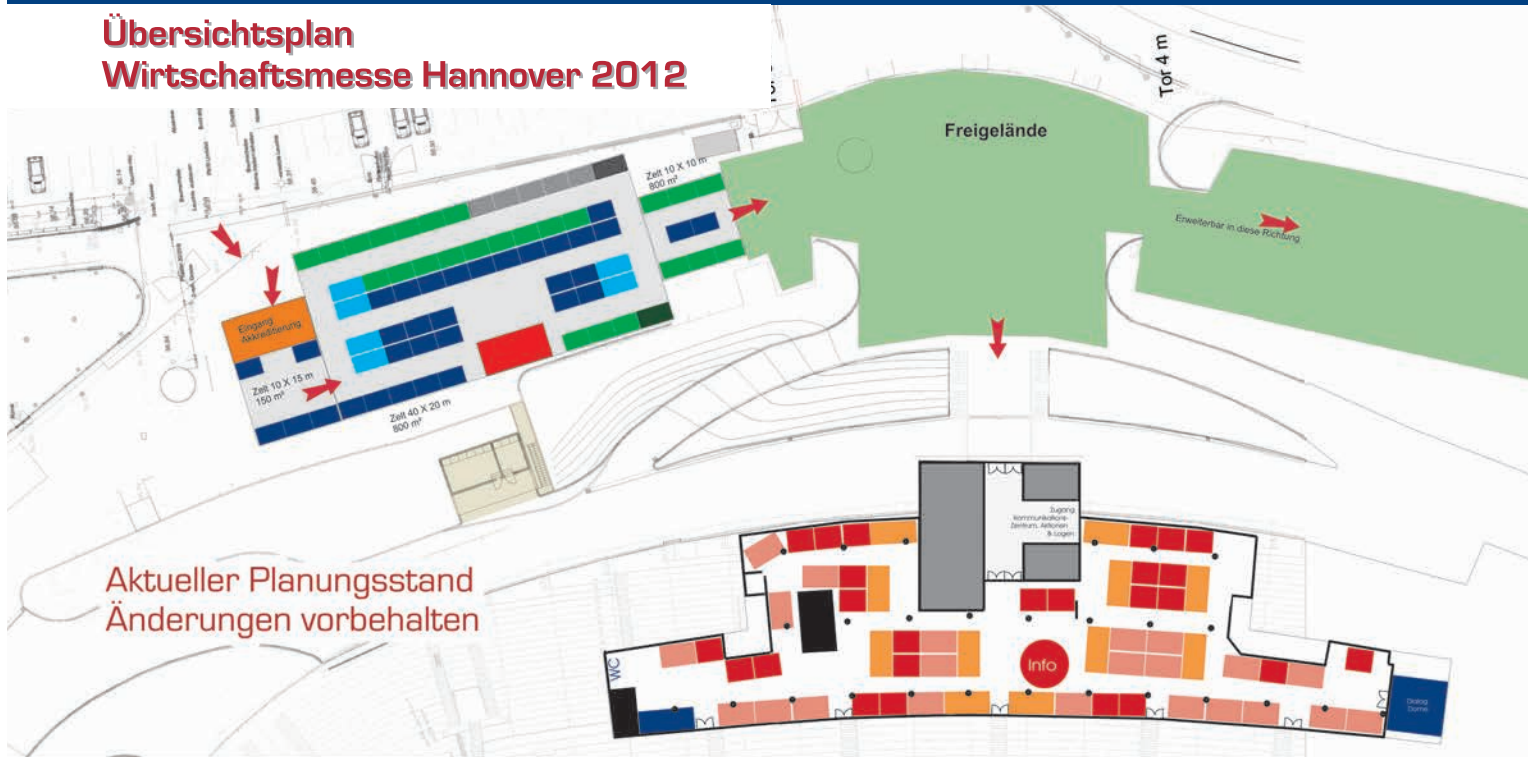 Übersichtsplan
Wirtschaftsmesse Hannover 2012
Tor 4 m
Freigelände
Zelt 10 X 10 m
800 m²
Erweiterbar in diese Richtung
Eingang
Akkreditierung
Zelt 10 X 15 m
150 m²
Zelt 40 X 20 m
800 m²
Zugang
Kommunikations-
Zentrum, Aktionen
& Logen
Aktueller Planungsstand
Änderungen vorbehalten
WC
Info
Dialog
Dome